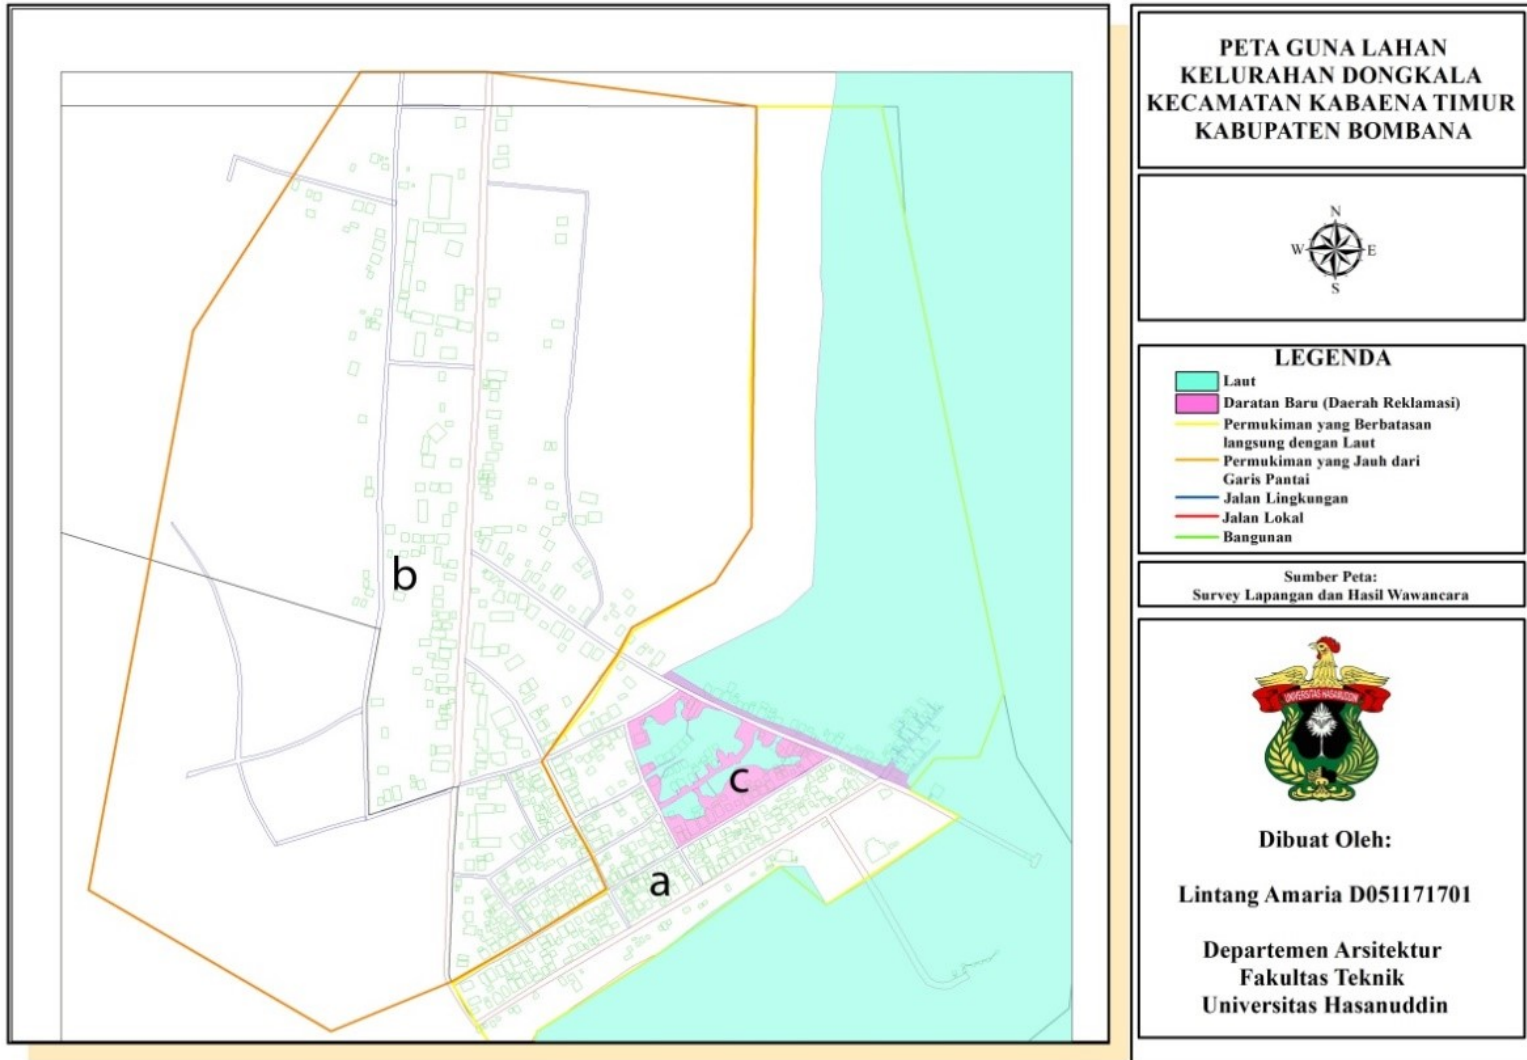 PETA GUNA LAHAN
KELURAHAN DONGKALA
KECAMATAN KABAENA TIMUR
KABUPATEN BOMBANA
N
W
E
S
LEGENDA
Laut
Daratan Baru (Daerah Reklamasi)
Permukiman yang Berbatasan
langsung dengan Laut
Permukiman yang Jauh dari
Garis Pantai
Jalan Lingkungan
Jalan Lokal
Bangunan
Sumber Peta:
Survey Lapangan dan Hasil Wawancara
UNIVERSITAS HASANUDDIN
Dibuat Oleh:
Lintang Amaria D051171701
Departemen Arsitektur
Fakultas Teknik
Universitas Hasanuddin
b
c
a